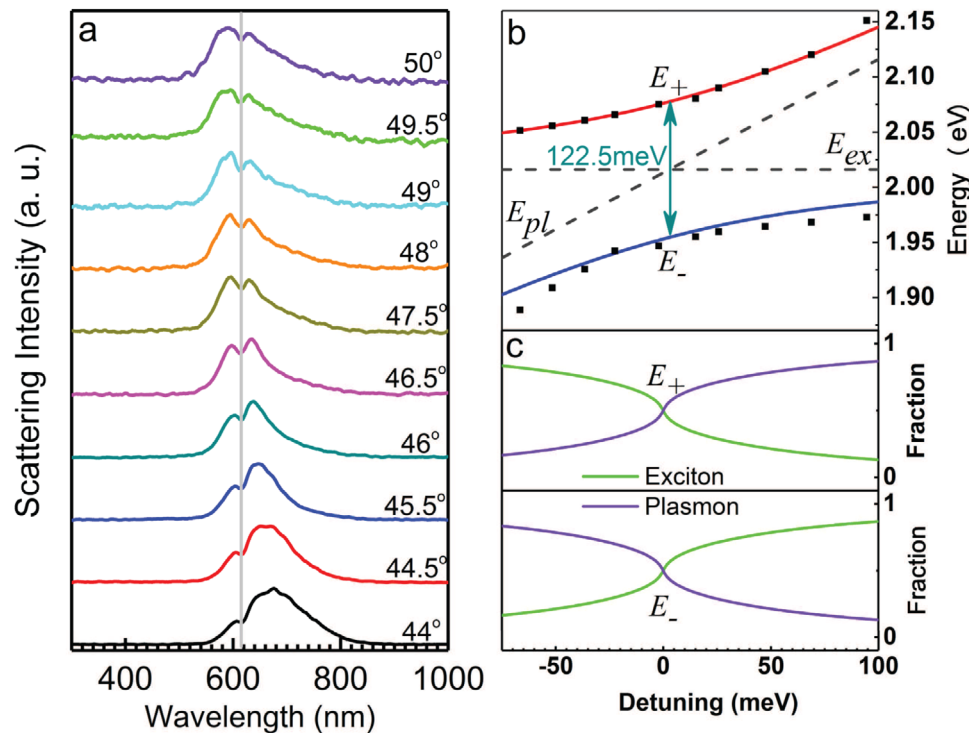 a
50°
49.5°
49°
48°
47.5°
46.5°
46°
45.5°
44.5°
44°
Scattering Intensity (a. u.)
400 600 800 1000
Wavelength (nm)
b
E+
122.5meV
Eex
Epl
E-
2.15
2.10
2.05
2.00
1.95
1.90
Energy (eV)
c
E+
1
0
Fraction
Exciton
Plasmon
E-
1
0
Fraction
-50 0 50 100
Detuning (meV)